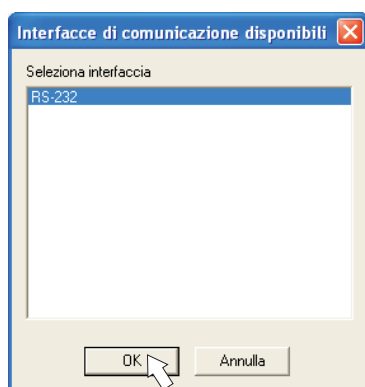 Interfacce di comunicazione disponibili
Seleziona interfaccia
RS-232
OK Annulla